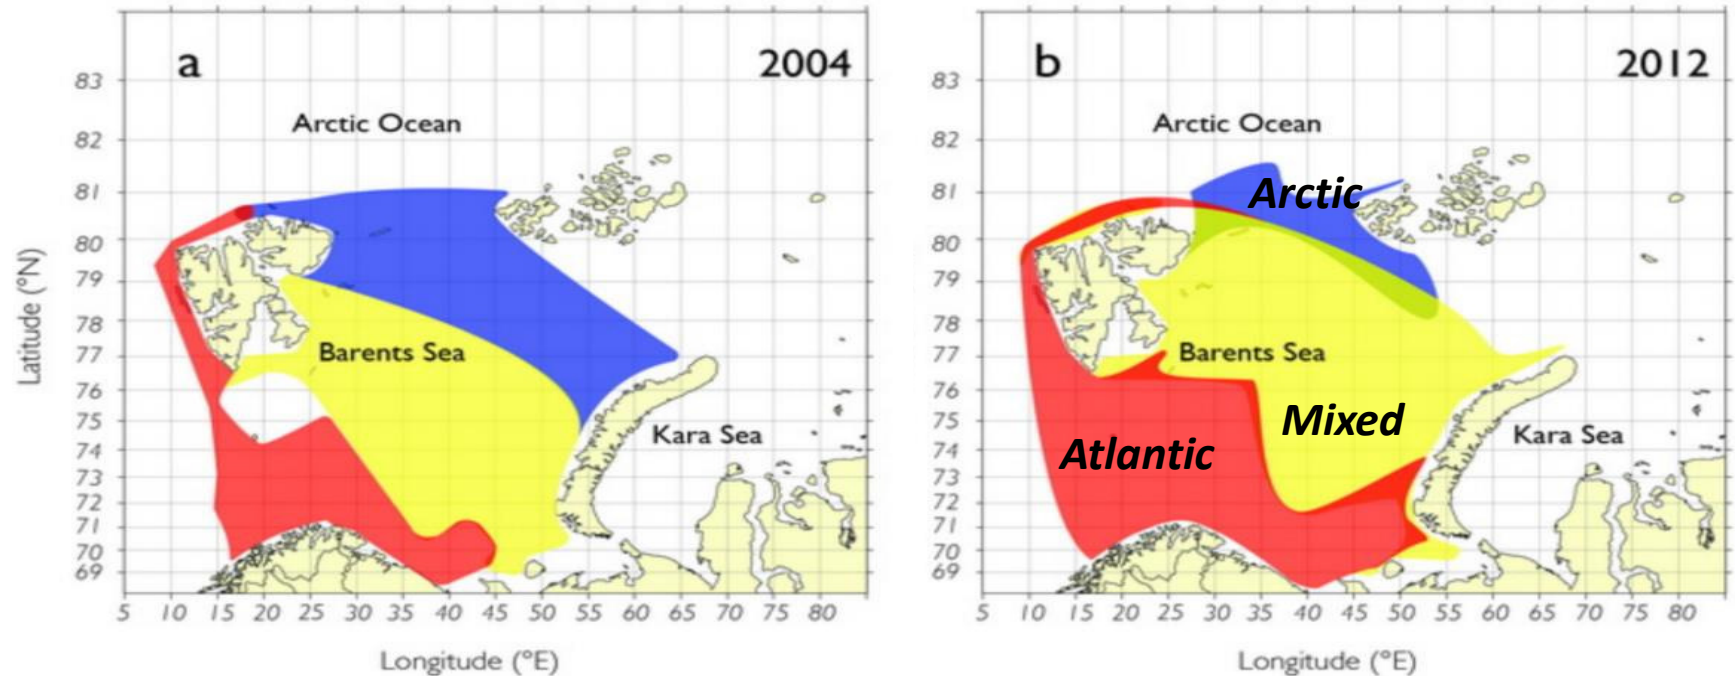 a
2004
83
Arctic Ocean
82
81
80
79
78
77
Barents Sea
76
75
Kara Sea
74
73
72
71
70
69
Latitude (°N)
5 10 15 20 25 30 35 40 45 50 55 60 65 70 75 80
Longitude (°E)
b
2012
83
Arctic Ocean
82
81
Arctic
80
79
78
77
Barents Sea
76
75
Mixed
Kara Sea
74
Atlantic
73
72
71
70
69
5 10 15 20 25 30 35 40 45 50 55 60 65 70 75 80
Longitude (°E)